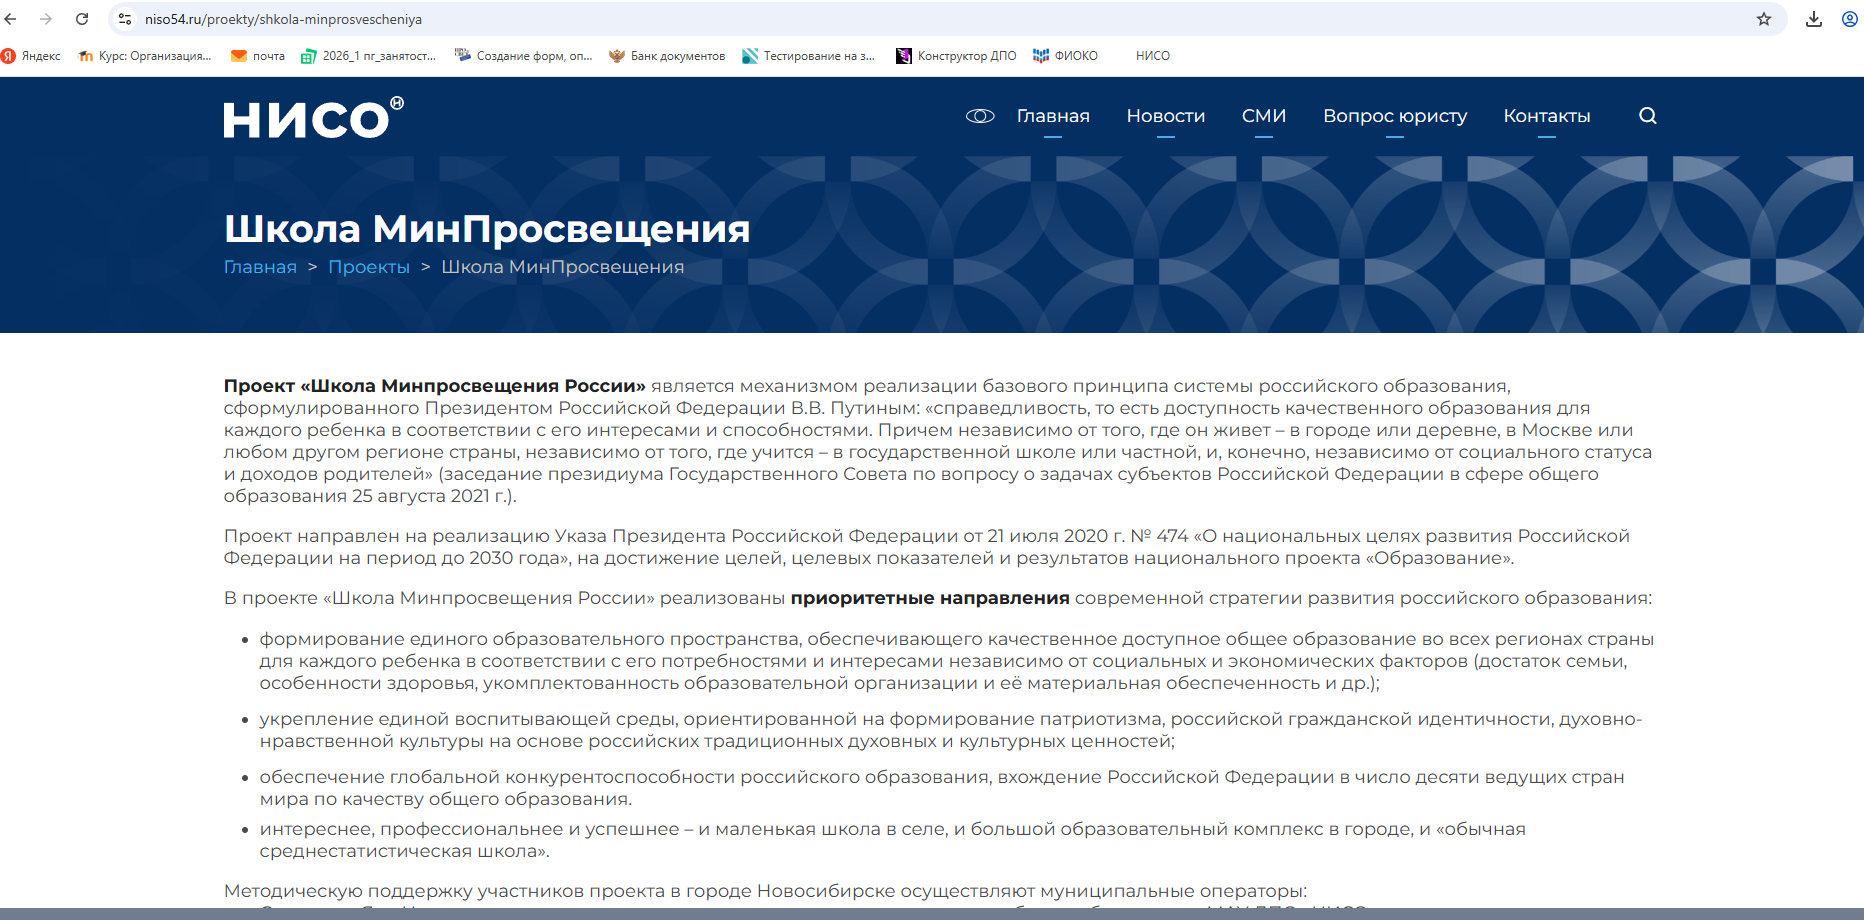 niso54.ru/proekty/shkola-minprosvescheniya
Яндекс
Курс: Организация...
почта
2026_1 пг_занятост...
Создание форм, оп...
Банк документов
Тестирование на з...
Конструктор ДПО
ФИОКО
НИСО
НИСО
Главная
Новости
СМИ
Вопрос юристу
Контакты
Школа МинПросвещения
Главная > Проекты > Школа МинПросвещения
Проект «Школа Минпросвещения России» является механизмом реализации базового принципа системы российского образования,
сформулированного Президентом Российской Федерации В.В. Путиным: «справедливость, то есть доступность качественного образования для
каждого ребенка в соответствии с его интересами и способностями. Причем независимо от того, где он живет – в городе или деревне, в Москве или
любом другом регионе страны, независимо от того, где учится – в государственной школе или частной, и, конечно, независимо от социального статуса
и доходов родителей» (заседание президиума Государственного Совета по вопросу о задачах субъектов Российской Федерации в сфере общего
образования 25 августа 2021 г.).
Проект направлен на реализацию Указа Президента Российской Федерации от 21 июля 2020 г. № 474 «О национальных целях развития Российской
Федерации на период до 2030 года», на достижение целей, целевых показателей и результатов национального проекта «Образование».
В проекте «Школа Минпросвещения России» реализованы приоритетные направления современной стратегии развития российского образования:
• формирование единого образовательного пространства, обеспечивающего качественное доступное общее образование во всех регионах страны
для каждого ребенка в соответствии с его потребностями и интересами независимо от социальных и экономических факторов (достаток семьи,
особенности здоровья, укомплектованность образовательной организации и её материальная обеспеченность и др.);
• укрепление единой воспитывающей среды, ориентированной на формирование патриотизма, российской гражданской идентичности, духовно-
нравственной культуры на основе российских традиционных духовных и культурных ценностей;
• обеспечение глобальной конкурентоспособности российского образования, вхождение Российской Федерации в число десяти ведущих стран
мира по качеству общего образования.
• интереснее, профессиональнее и успешнее – и маленькая школа в селе, и большой образовательный комплекс в городе, и «обычная
среднестатистическая школа».
Методическую поддержку участников проекта в городе Новосибирске осуществляют муниципальные операторы: